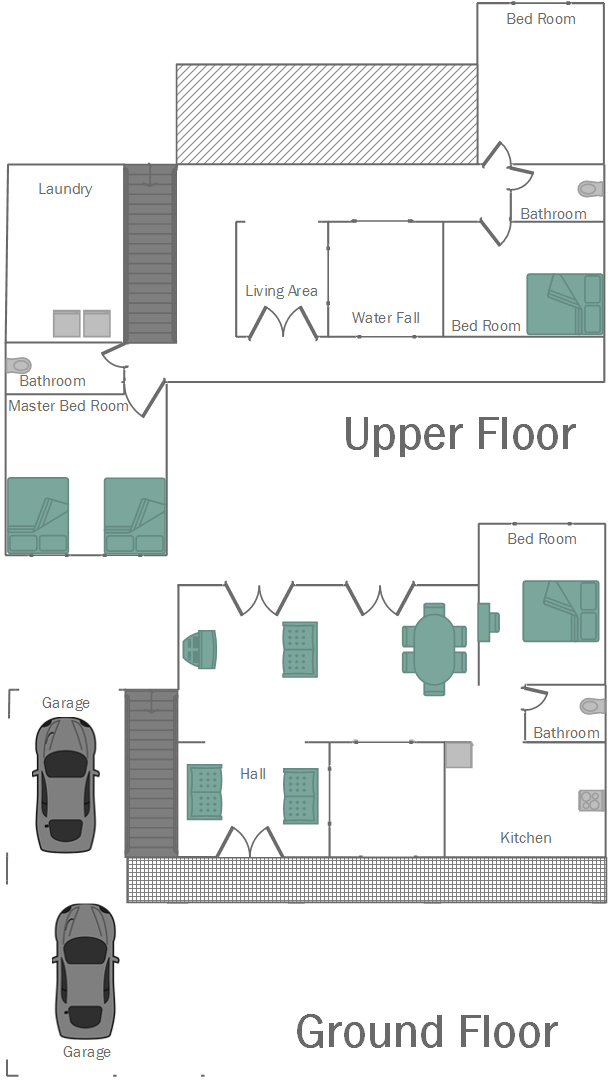 Bed Room
Laundry
Bathroom
Living Area
Water Fall
Bed Room
Bathroom
Master Bed Room
Upper Floor
Bed Room
Garage
Bathroom
Hall
Kitchen
Ground Floor
Garage